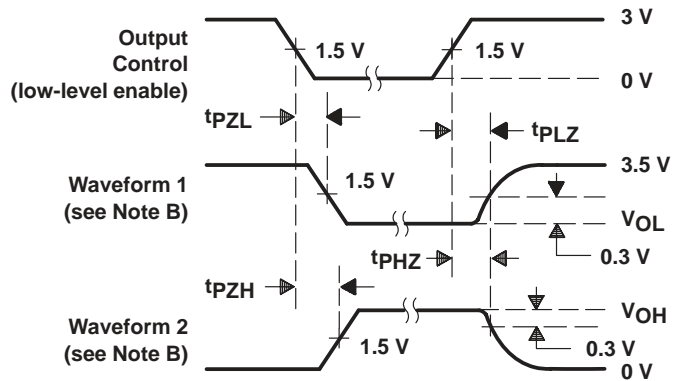 Output
Control
(low-level enable)
1.5 V
1.5 V
3 V
0 V
tPZL
tPLZ
Waveform 1
(see Note B)
1.5 V
3.5 V
VOL
0.3 V
tPHZ
tPZH
Waveform 2
(see Note B)
1.5 V
VOH
0.3 V
0 V